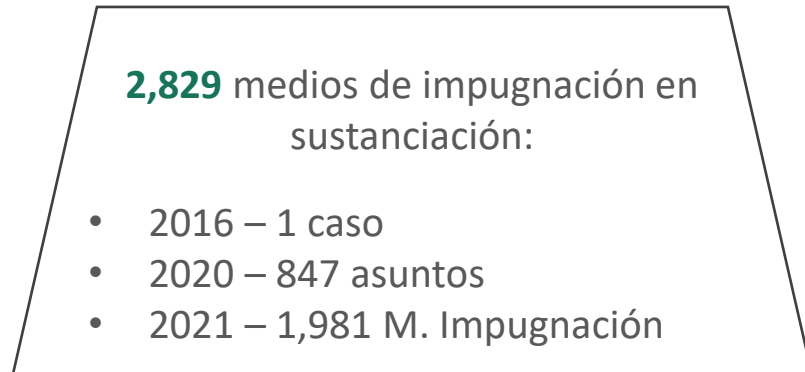 2,829 medios de impugnación en
sustanciación:
• 2016 – 1 caso
• 2020 – 847 asuntos
• 2021 – 1,981 M. Impugnación